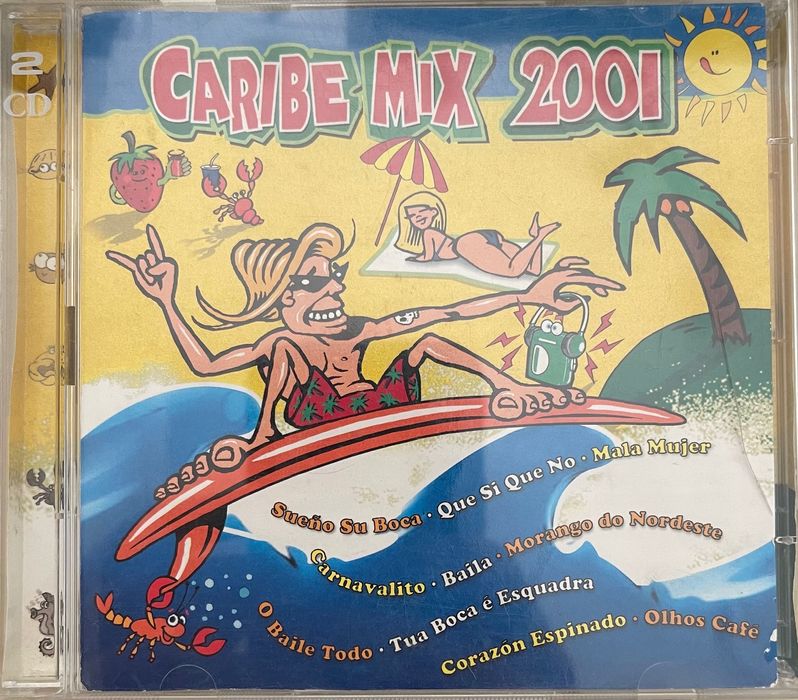 2
CD
CARIBE MIX 2001
Sueño Su Boca · Que Si Que No · Mala Mujer
Carnavalito · Baila · Morango do Nordeste
O Baile Todo · Tua Boca é Esquadra
Corazón Espinado · Olhos Café